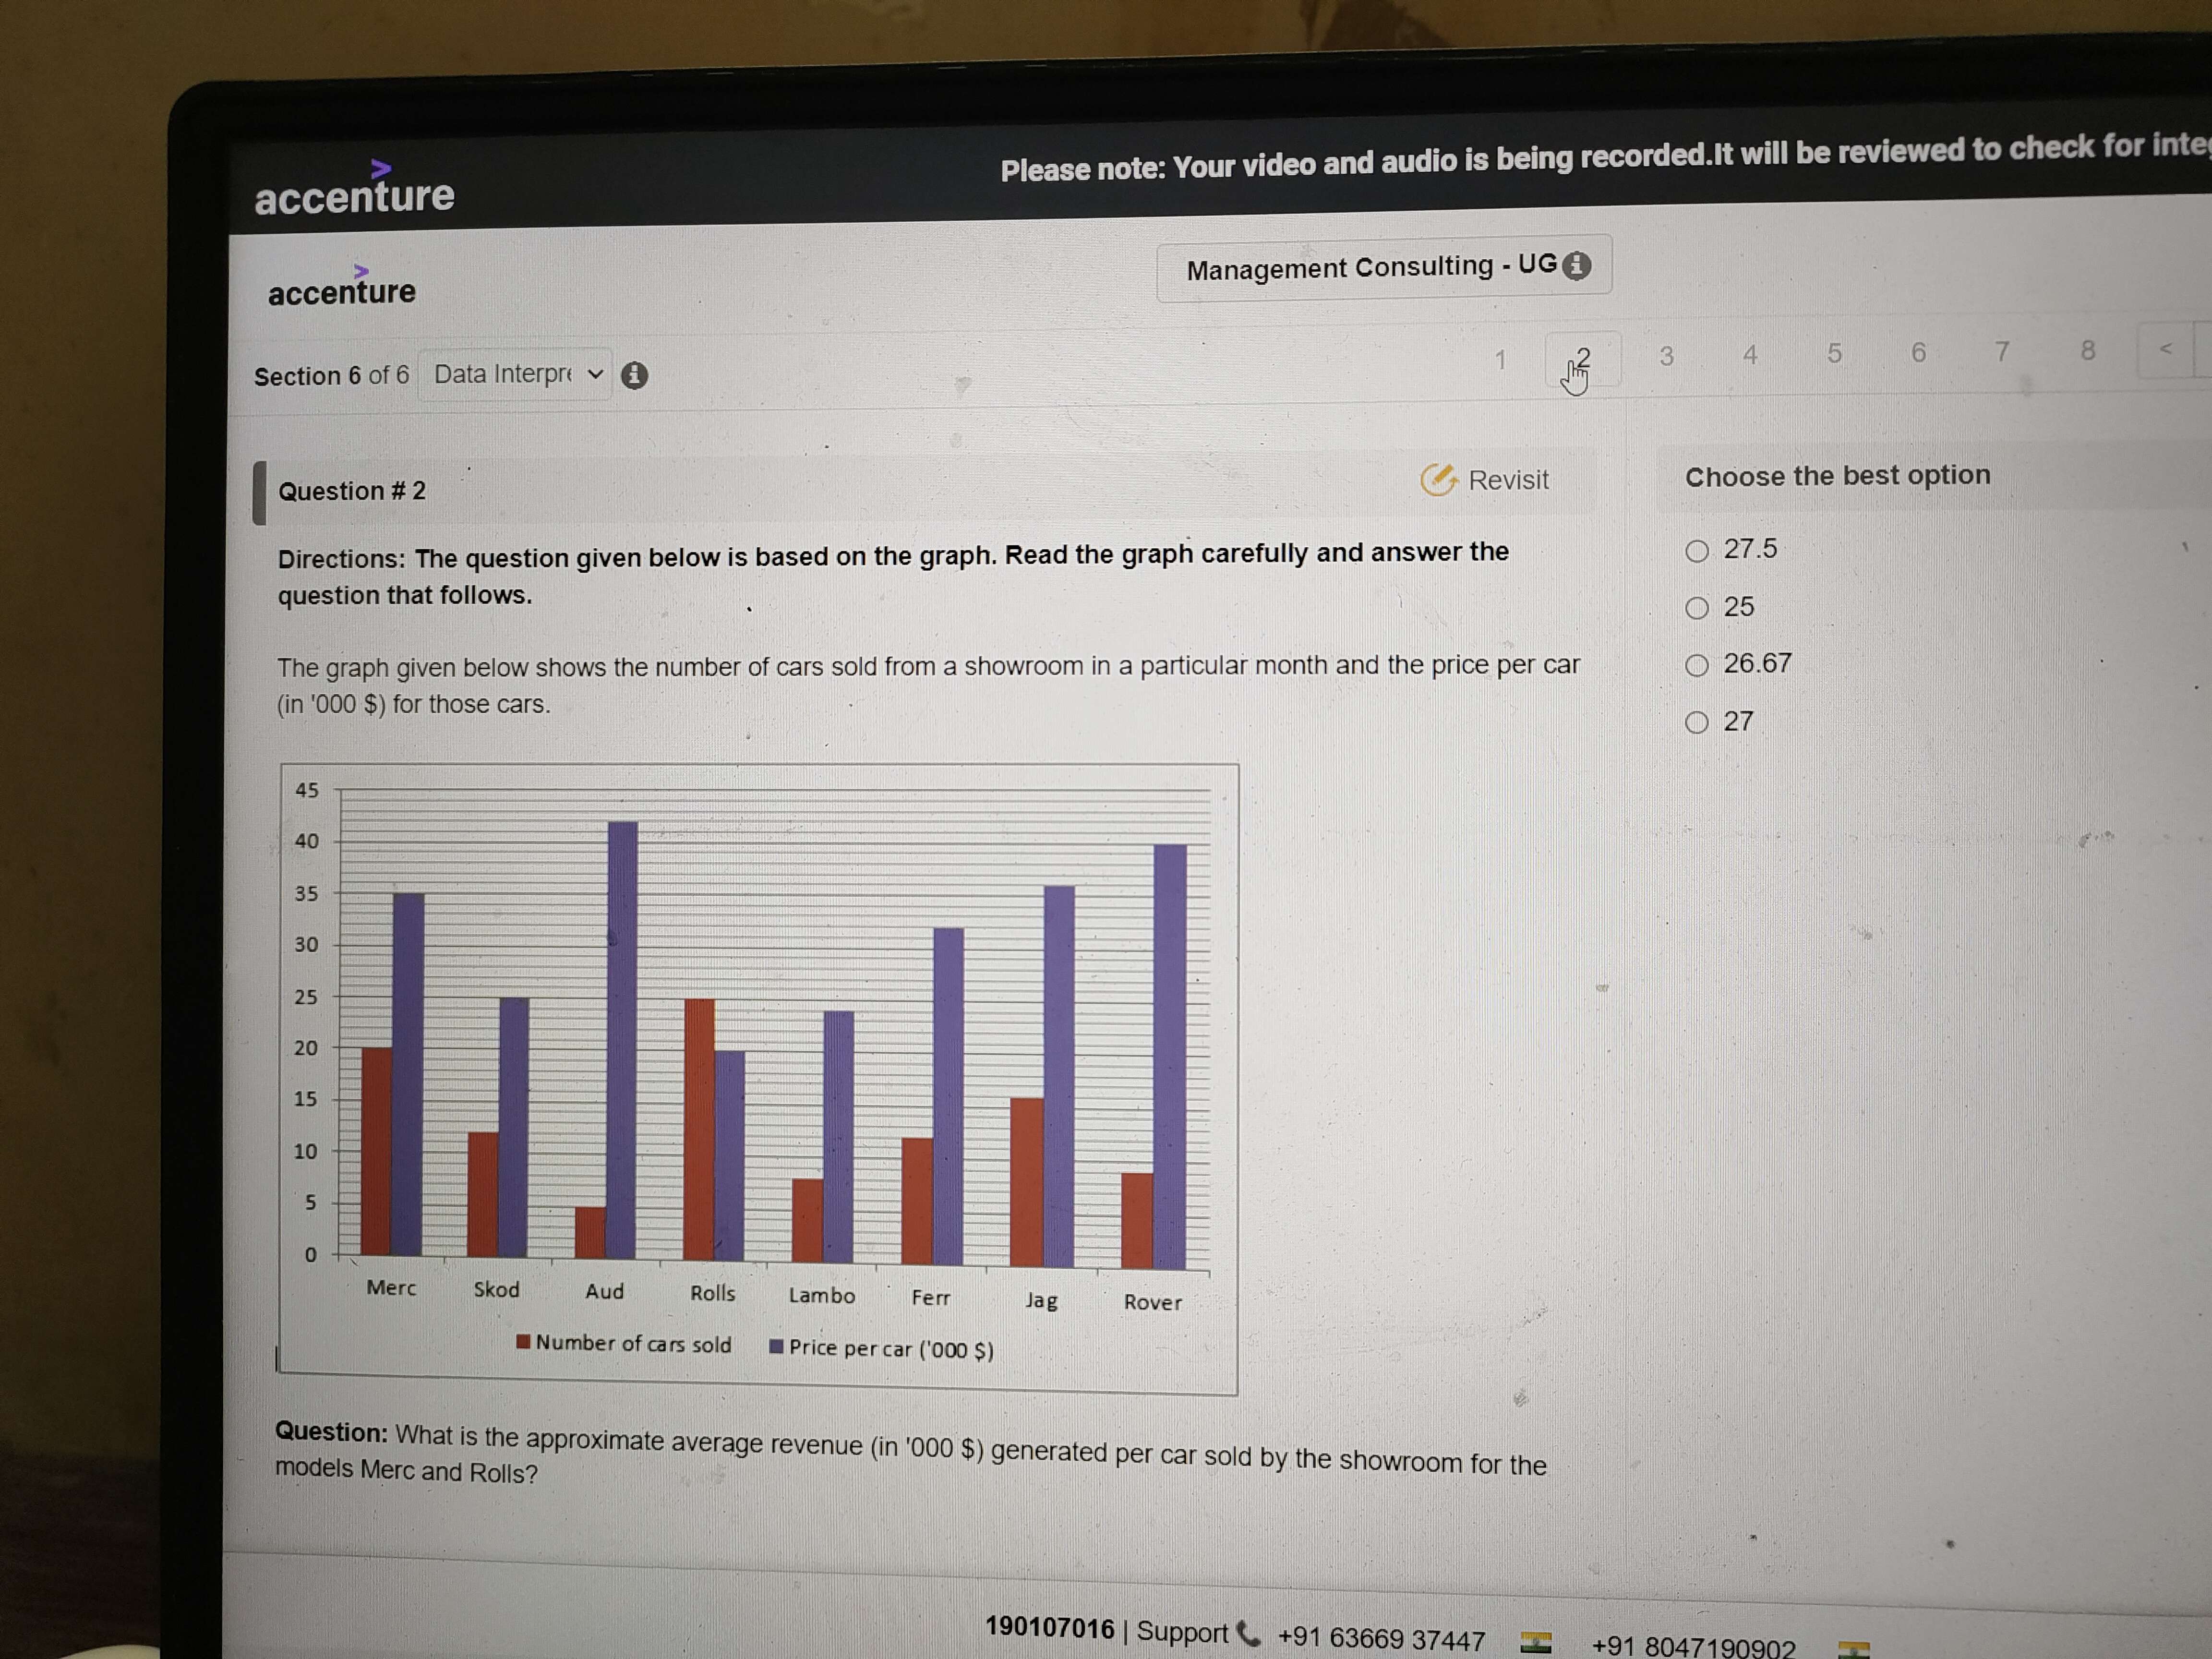 accenture
Please note: Your video and audio is being recorded.It will be reviewed to check for
accenture
Management Consulting - UG
Section 6 of 6
1 2 3 4 5 6 7 8 <
Question # 2
Revisit
Choose the best option
Directions: The question given below is based on the graph. Read the graph carefully and answer the
question that follows.
27.5
25
26.67
27
The graph given below shows the number of cars sold from a showroom in a particular month and the price per car
(in '000 $) for those cars.
45
40
35
30
25
20
15
10
5
0
Merc Skod Aud Rolls Lambo Ferr Jag Rover
Number of cars sold Price per car ('000 $)
Question: What is the approximate average revenue (in '000 $) generated per car sold by the showroom for the
models Merc and Rolls?
190107016 | Support +91 63669 37447 +91 8047190902